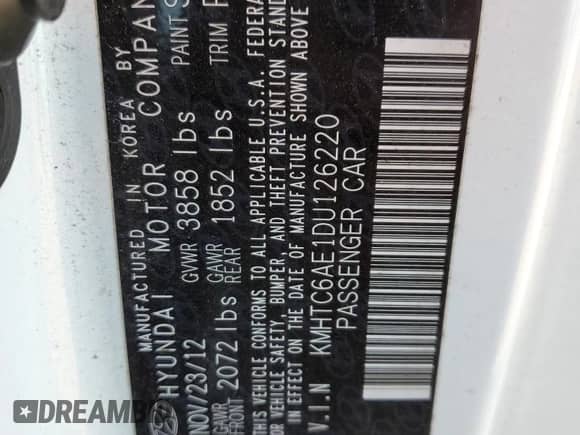 MANUFACTURED IN KOREA BY
HYUNDAI MOTOR COMPAN
NOV/23/12 GVWR 3858 lbs PAINT S
GAWR FRONT 2072 lbs GAWR REAR 1852 lbs TRIM
THIS VEHICLE CONFORMS TO ALL APPLICABLE U.S.A. FEDERA
VEHICLE SAFETY, BUMPER, AND THEFT PREVENTION STAND
IN EFFECT ON THE DATE OF MANUFACTURE SHOWN ABOVE
V.I.N KMHTC6AE1DU126220
PASSENGER CAR
DREAMBO